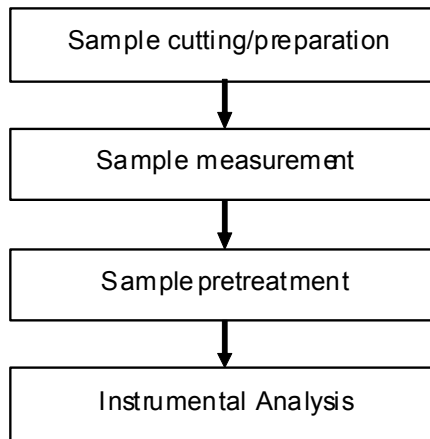 Sample cutting/preparation
Sample measurement
Sample pretreatment
Instrumental Analysis